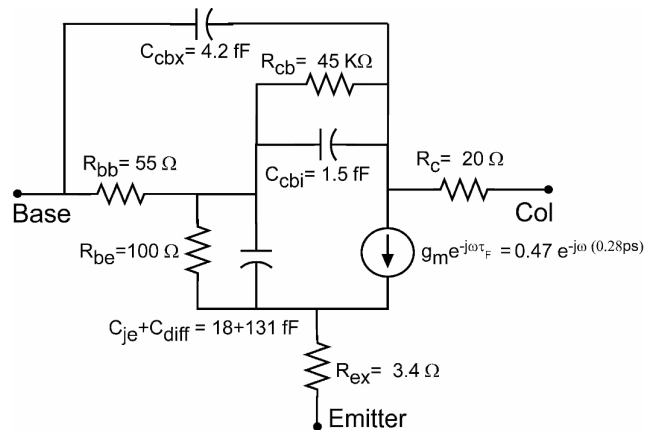 C_cbx = 4.2 fF
R_cb = 45 KΩ
R_bb = 55 Ω
C_cbi = 1.5 fF
R_c = 20 Ω
Base
Col
R_be = 100 Ω
g_m e^{-jωτ_F} = 0.47 e^{-jω (0.28ps)}
C_je + C_diff = 18+131 fF
R_ex = 3.4 Ω
Emitter